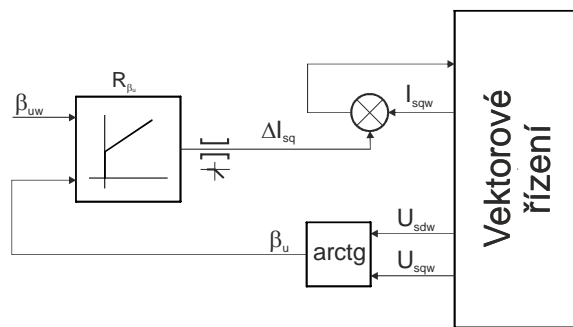 R_βu
β_uw
ΔI_sq
I_sqw
Vektorové
řízení
U_sdw
β_u
arctg
U_sqw